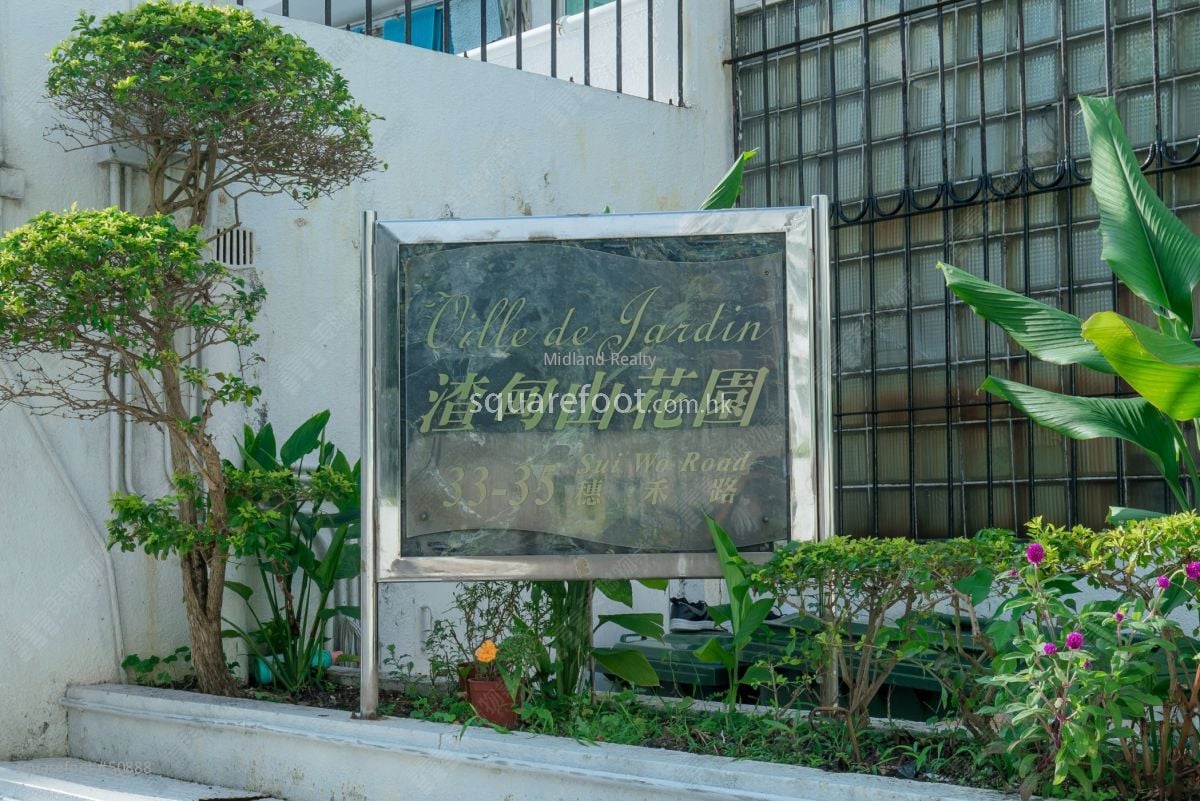 Ville de Jardin
Midland Realty
渣甸山花園
squarefoot.com.hk
33-35 Sui Wo Road
穗禾路